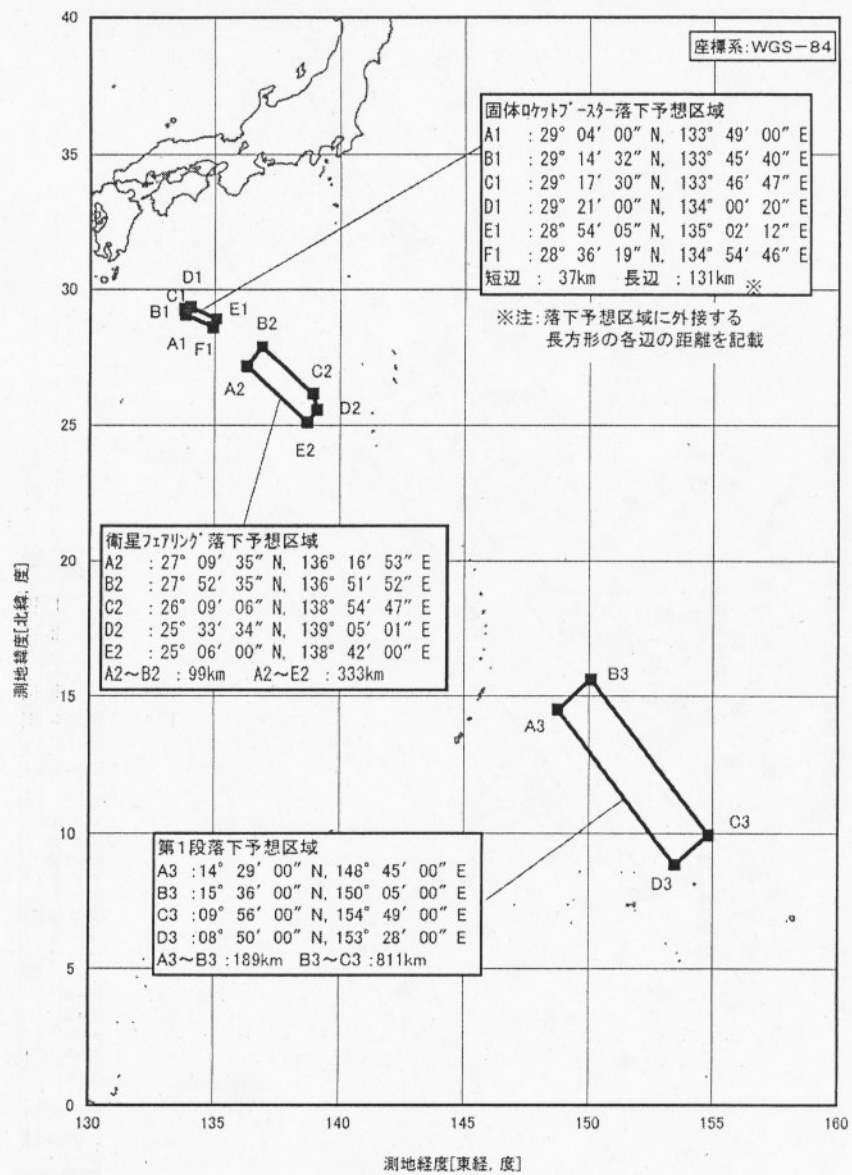 座標系:WGS-84
固体ロケットブースター落下予想区域
A1 : 29° 04′ 00″ N, 133° 49′ 00″ E
B1 : 29° 14′ 32″ N, 133° 45′ 40″ E
C1 : 29° 17′ 30″ N, 133° 46′ 47″ E
D1 : 29° 21′ 00″ N, 134° 00′ 20″ E
E1 : 28° 54′ 05″ N, 135° 02′ 12″ E
F1 : 28° 36′ 19″ N, 134° 54′ 46″ E
短辺 : 37km 長辺 : 131km ※
※注:落下予想区域に外接する
長方形の各辺の距離を記載
D1
C1
B1
E1
A1
F1
B2
A2
C2
D2
E2
衛星フェアリング落下予想区域
A2 : 27° 09′ 35″ N, 136° 16′ 53″ E
B2 : 27° 52′ 35″ N, 136° 51′ 52″ E
C2 : 26° 09′ 06″ N, 138° 54′ 47″ E
D2 : 25° 33′ 34″ N, 139° 05′ 01″ E
E2 : 25° 06′ 00″ N, 138° 42′ 00″ E
A2～B2 : 99km A2～E2 : 333km
B3
A3
C3
D3
第1段落下予想区域
A3 :14° 29′ 00″ N, 148° 45′ 00″ E
B3 :15° 36′ 00″ N, 150° 05′ 00″ E
C3 :09° 56′ 00″ N, 154° 49′ 00″ E
D3 :08° 50′ 00″ N, 153° 28′ 00″ E
A3～B3 :189km B3～C3 :811km
40
35
30
25
20
15
10
5
0
測地緯度[北緯, 度]
130 135 140 145 150 155 160
測地経度[東経, 度]